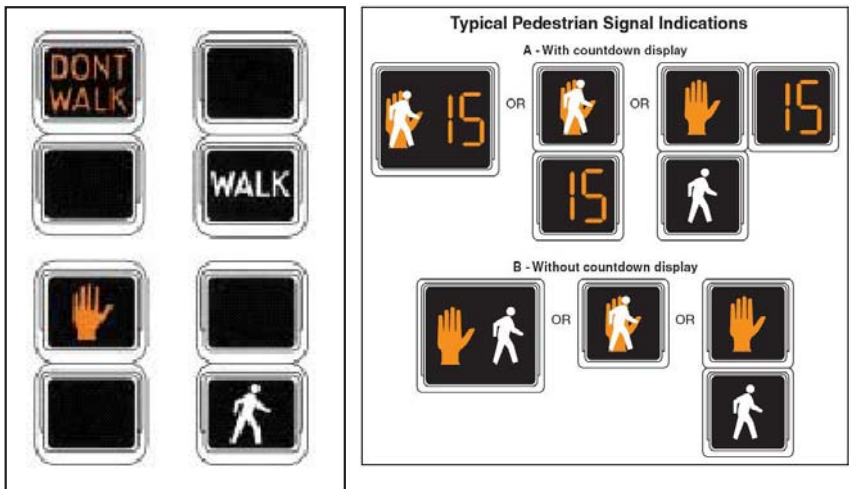 DONT
WALK
WALK
Typical Pedestrian Signal Indications
A - With countdown display
15 OR OR 15
15
B - Without countdown display
OR OR